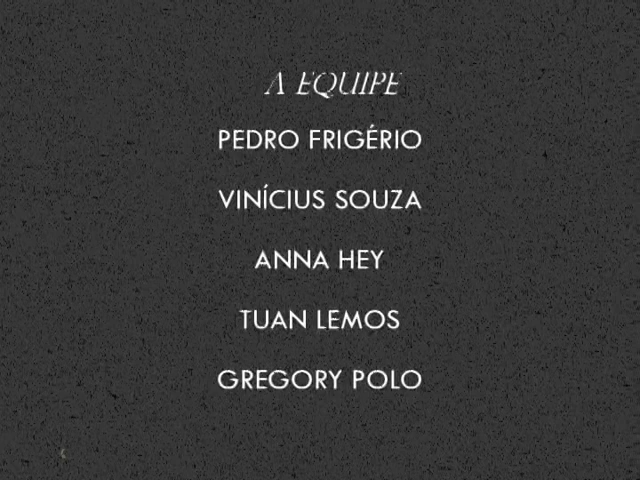 A EQUIPE
PEDRO FRIGÉRIO
VINÍCIUS SOUZA
ANNA HEY
TUAN LEMOS
GREGORY POLO